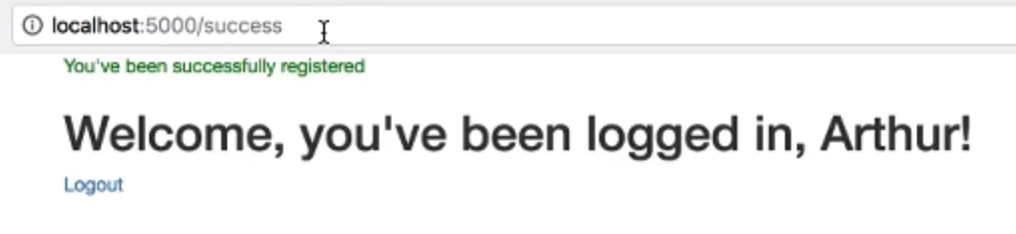 localhost:5000/success
You've been successfully registered
Welcome, you've been logged in, Arthur!
Logout